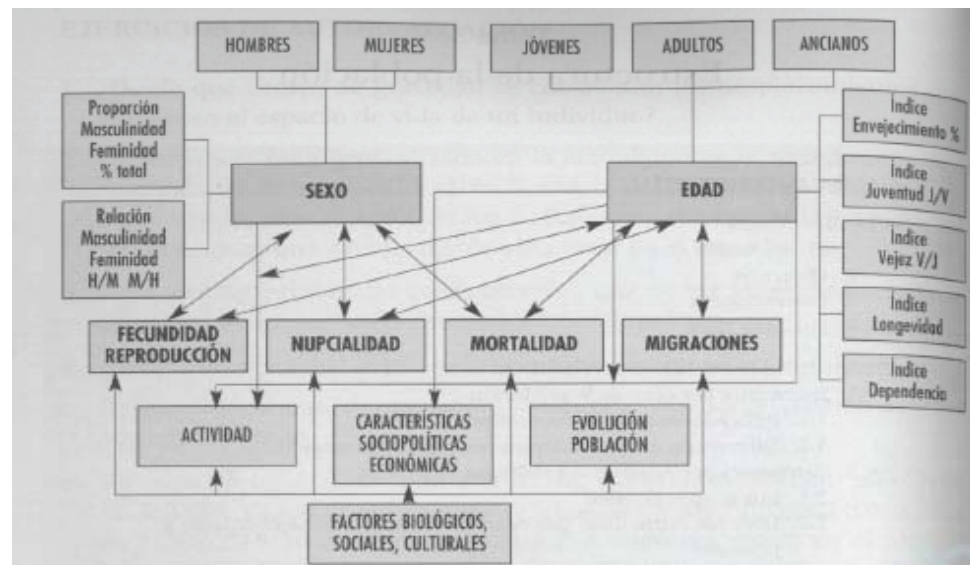 HOMBRES
MUJERES
JÓVENES
ADULTOS
ANCIANOS
Proporción
Masculinidad
Feminidad
% total
Relación
Masculinidad
Feminidad
H/M M/H
SEXO
EDAD
Índice
Envejecimiento %
Índice
Juventud J/V
Índice
Vejez V/J
Índice
Longevidad
Índice
Dependencia
FECUNDIDAD
REPRODUCCIÓN
NUPCIALIDAD
MORTALIDAD
MIGRACIONES
ACTIVIDAD
CARACTERÍSTICAS
SOCIOPOLÍTICAS
ECONÓMICAS
EVOLUCIÓN
POBLACIÓN
FACTORES BIOLÓGICOS,
SOCIALES, CULTURALES